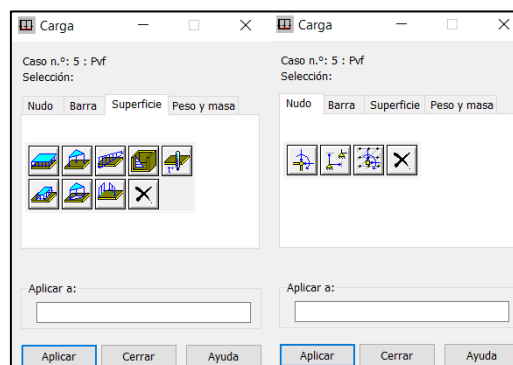 Carga
Caso n.º: 5 : Pvf
Selección:
Nudo Barra Superficie Peso y masa
1°
Aplicar a:
Aplicar Cerrar Ayuda
Carga
Caso n.º: 5 : Pvf
Selección:
Nudo Barra Superficie Peso y masa
Aplicar a:
Aplicar Cerrar Ayuda